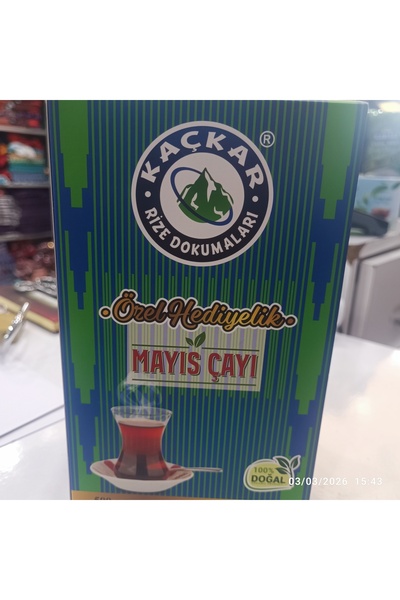 KAÇKAR ®
RİZE DOKUMALARI
Özel Hediyelik
MAYIS ÇAYI
100%
DOĞAL
03/03/2026 15:43